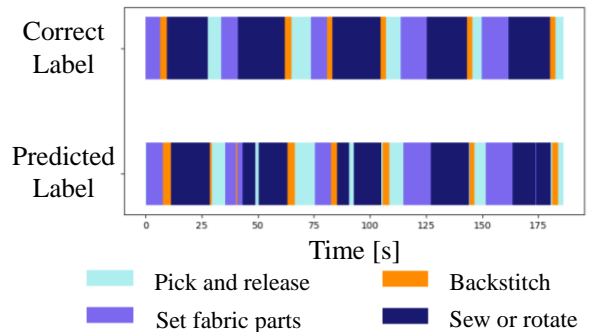 Correct
Label
Predicted
Label
0 25 50 75 100 125 150 175
Time [s]
Pick and release Backstitch
Set fabric parts Sew or rotate